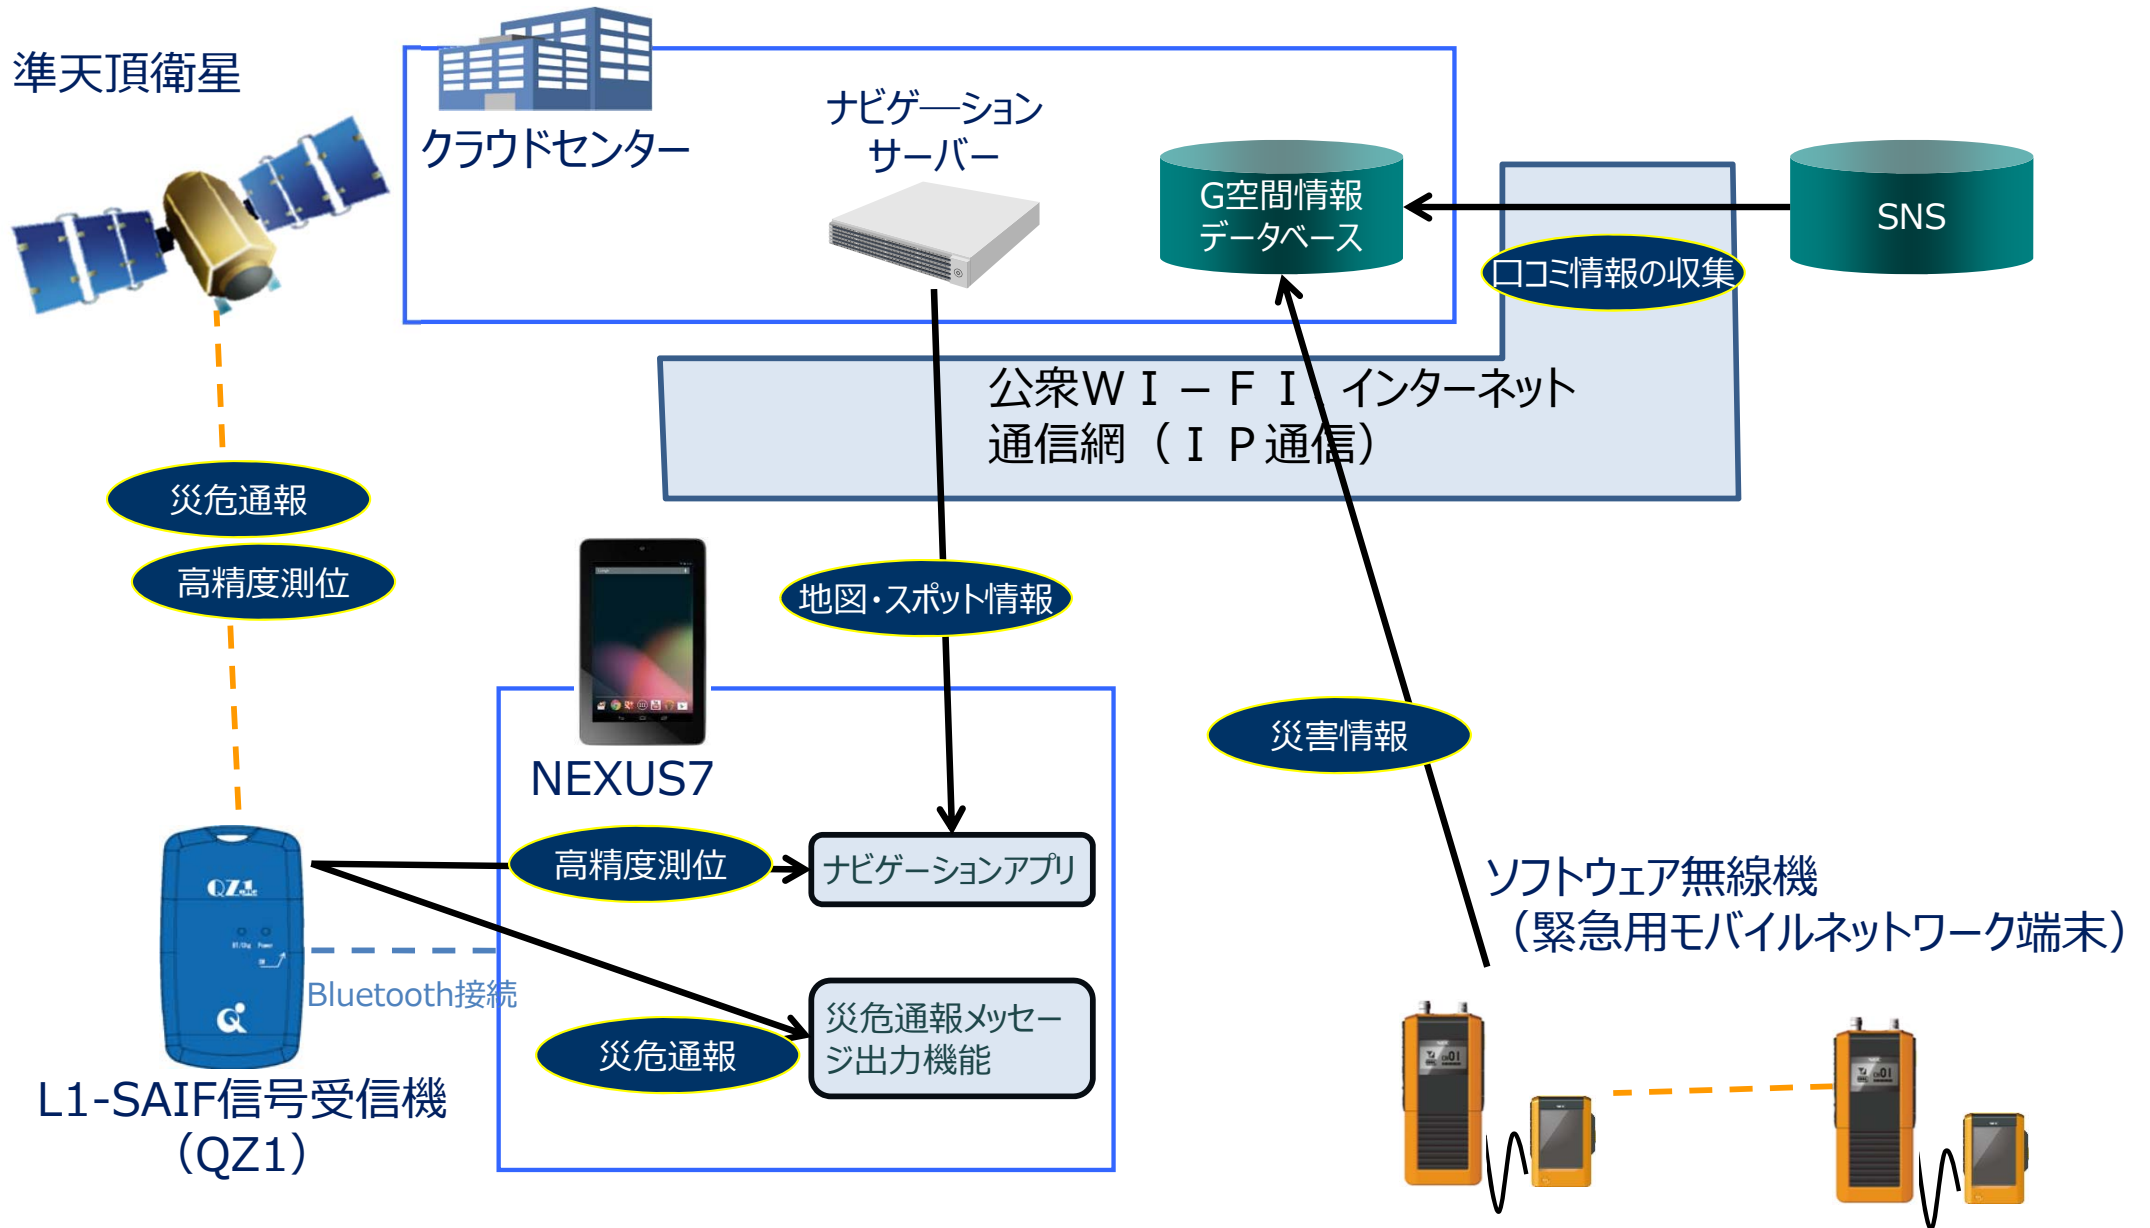 準天頂衛星
クラウドセンター
ナビゲーション
サーバー
G空間情報
データベース
SNS
口コミ情報の収集
公衆ＷＩ－ＦＩ インターネット
通信網（ＩＰ通信）
災危通報
高精度測位
地図・スポット情報
災害情報
NEXUS7
高精度測位
ナビゲーションアプリ
QZ1
BT/Chg Power
ON
Bluetooth接続
災危通報
災危通報メッセー
ジ出力機能
L1-SAIF信号受信機
（QZ1）
ソフトウェア無線機
（緊急用モバイルネットワーク端末）